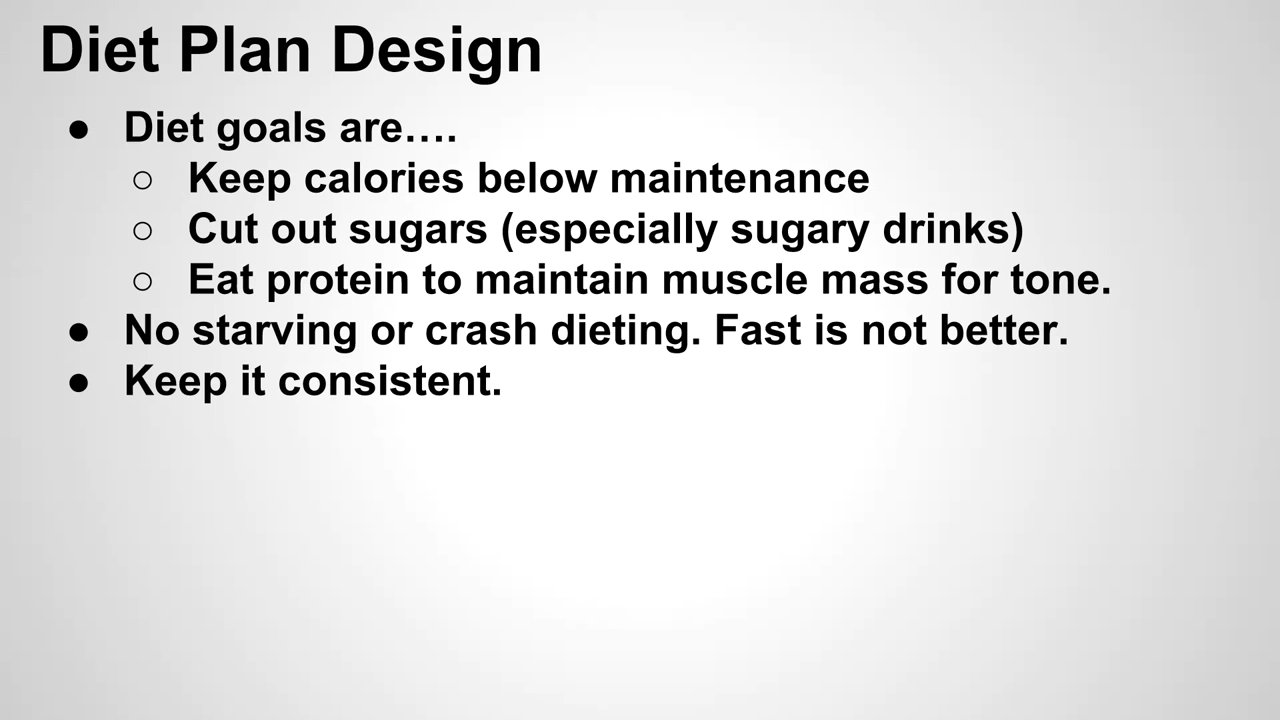 Diet Plan Design
● Diet goals are….
○ Keep calories below maintenance
○ Cut out sugars (especially sugary drinks)
○ Eat protein to maintain muscle mass for tone.
● No starving or crash dieting. Fast is not better.
● Keep it consistent.